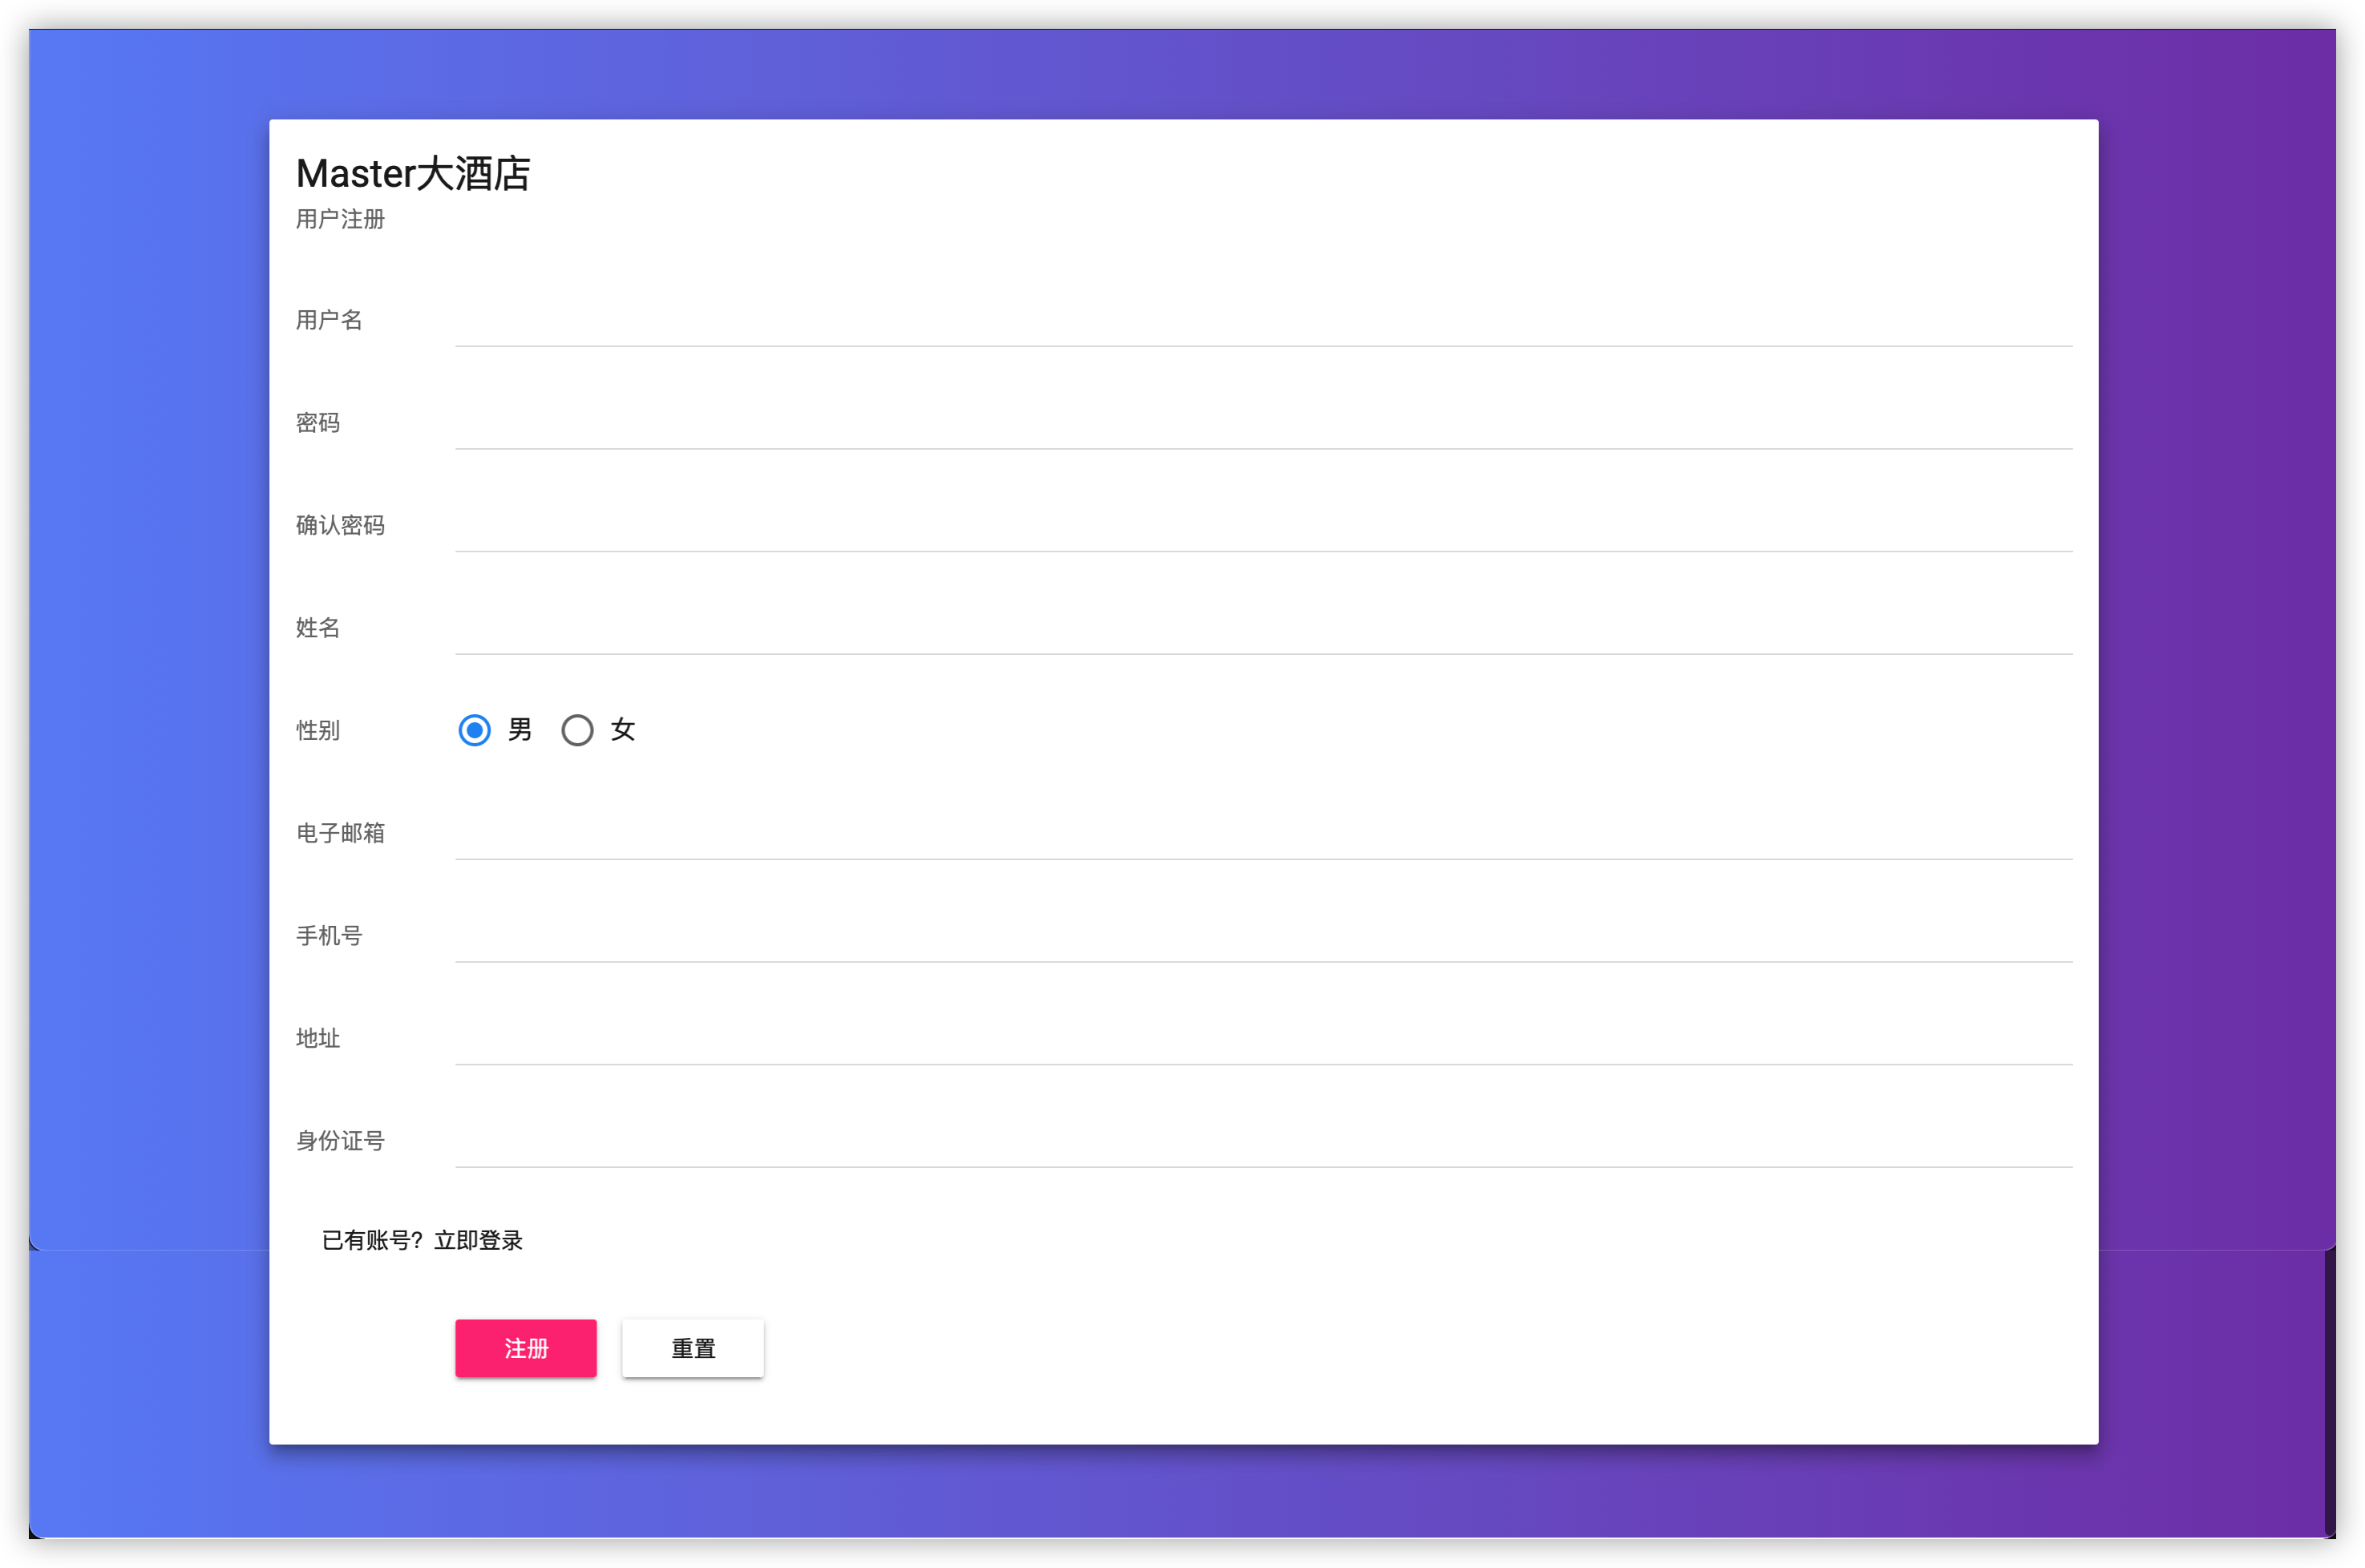 Master大酒店
用户注册
用户名
密码
确认密码
姓名
性别 男 女
电子邮箱
手机号
地址
身份证号
已有账号? 立即登录
注册 重置